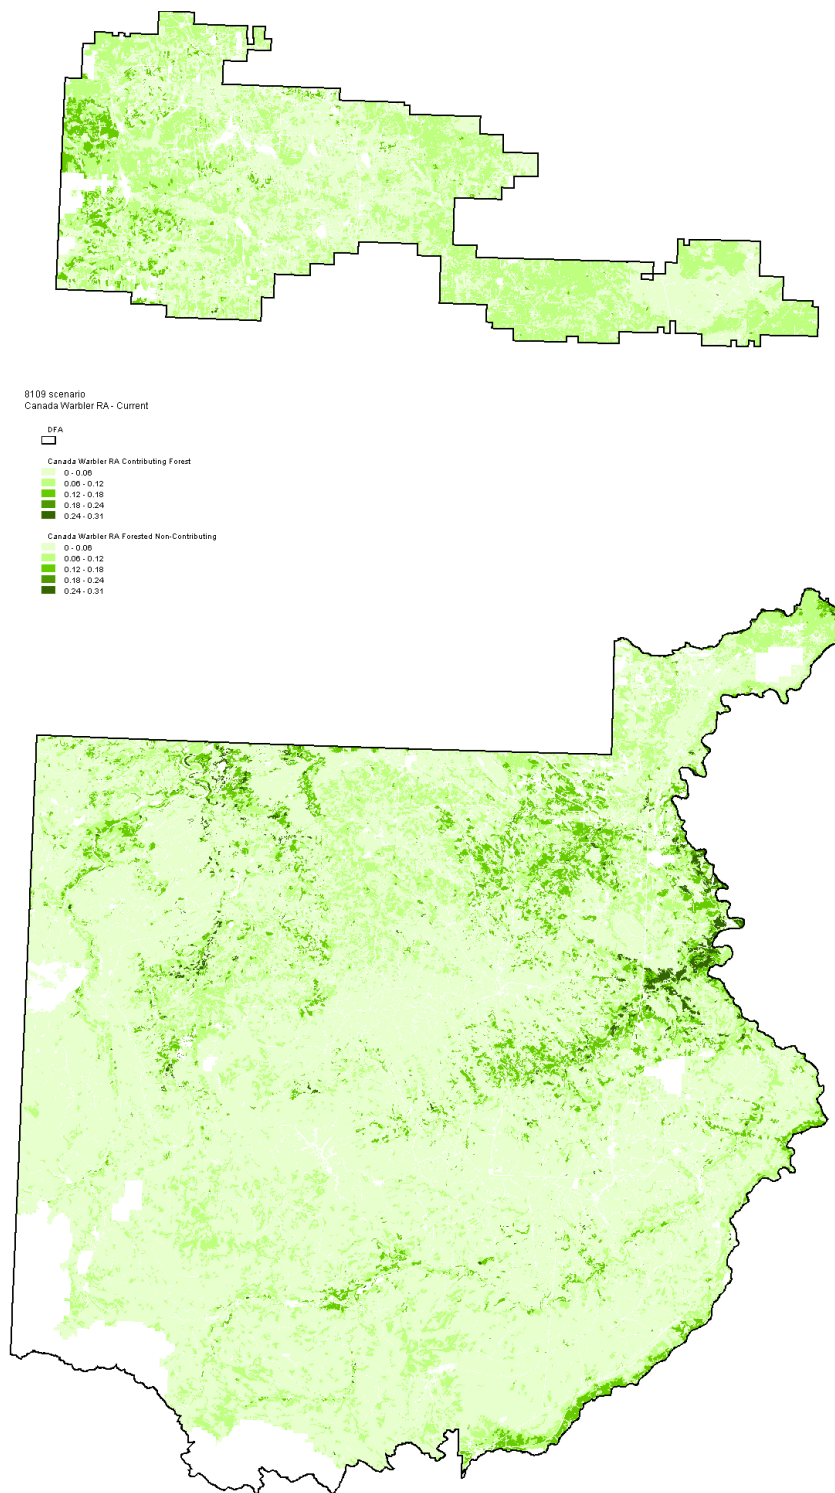 8109 scenario
Canada Warbler RA - Current
DFA
Canada Warbler RA Contributing Forest
0 - 0.06
0.06 - 0.12
0.12 - 0.18
0.18 - 0.24
0.24 - 0.31
Canada Warbler RA Forested Non-Contributing
0 - 0.06
0.06 - 0.12
0.12 - 0.18
0.18 - 0.24
0.24 - 0.31